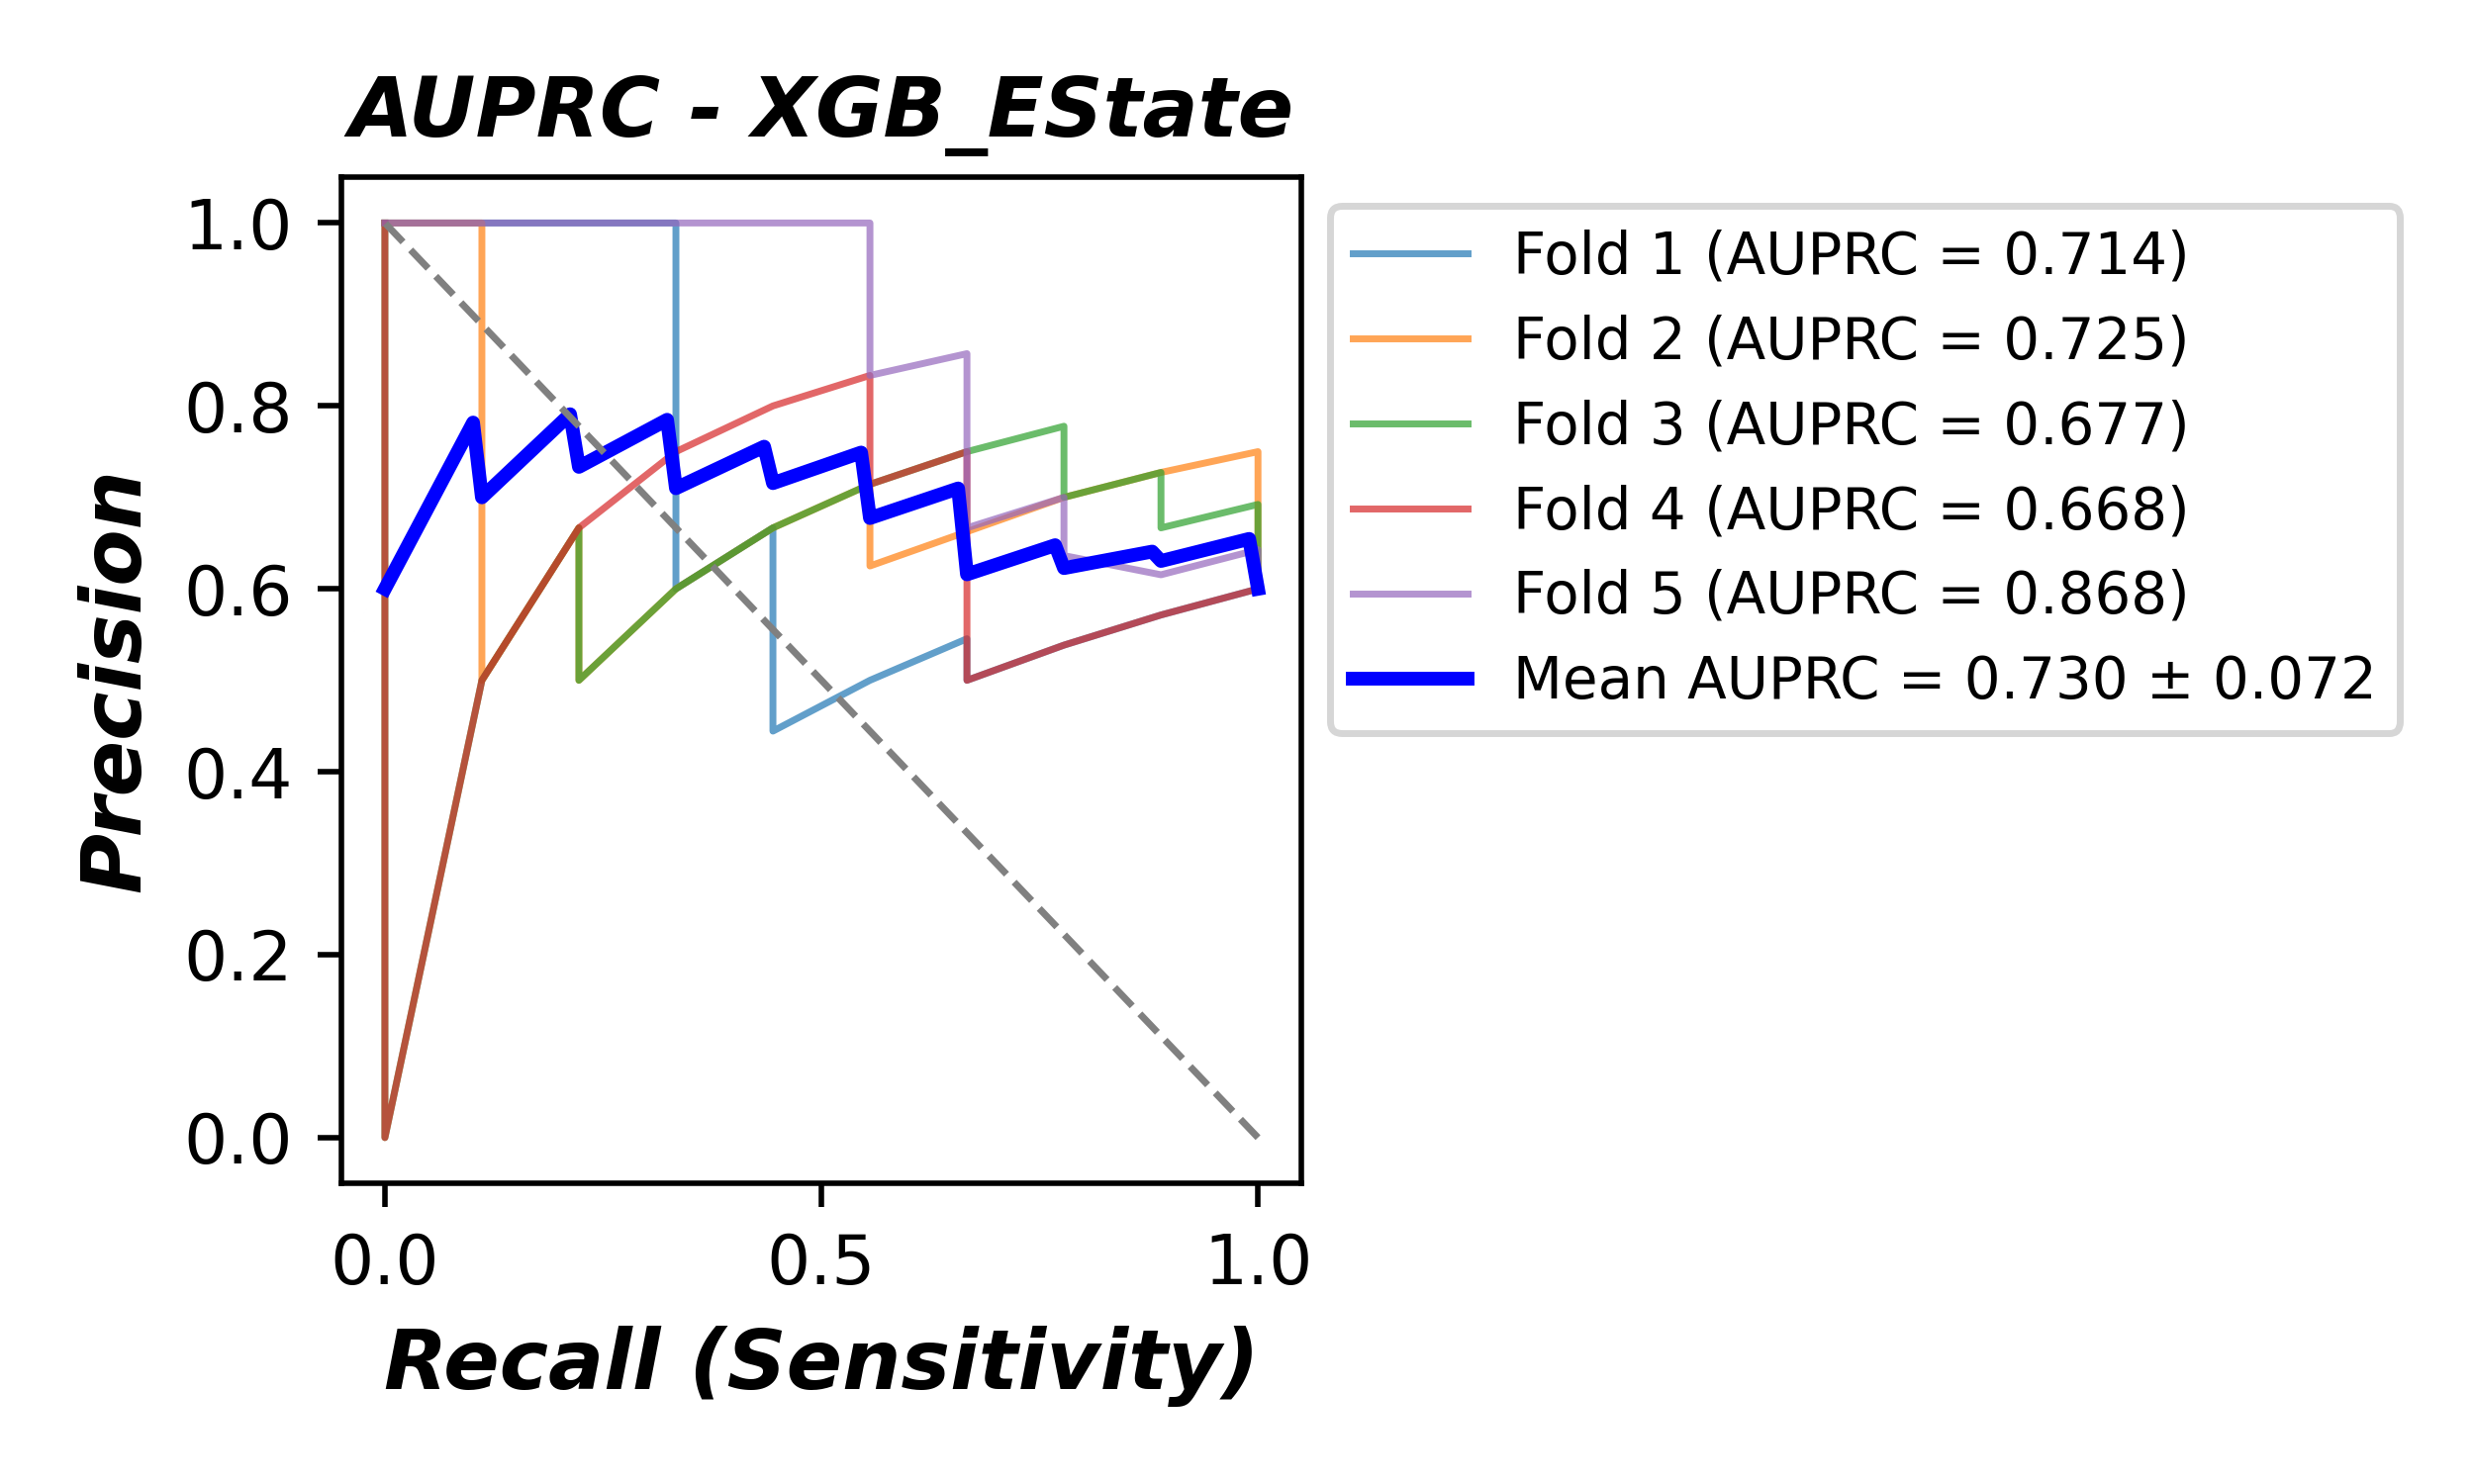 AUPRC - XGB_EState
Precision
1.0
0.8
0.6
0.4
0.2
0.0
0.0
0.5
1.0
Recall (Sensitivity)
Fold 1 (AUPRC = 0.714)
Fold 2 (AUPRC = 0.725)
Fold 3 (AUPRC = 0.677)
Fold 4 (AUPRC = 0.668)
Fold 5 (AUPRC = 0.868)
Mean AUPRC = 0.730 ± 0.072